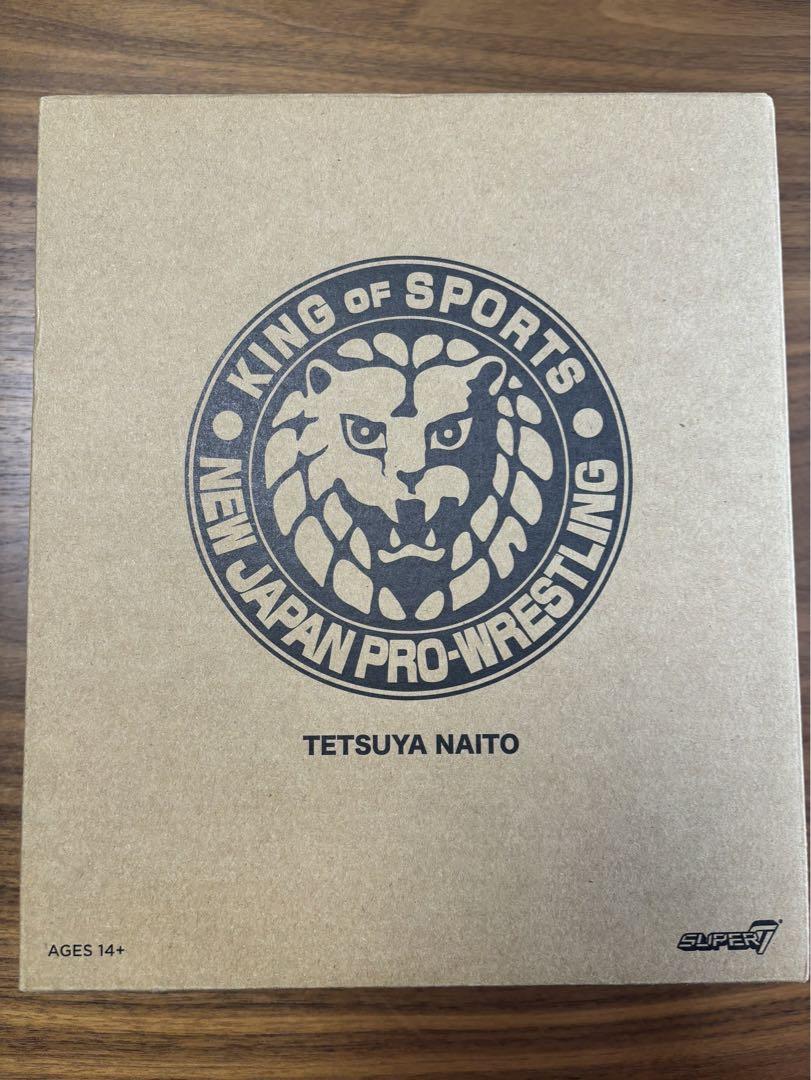 KING OF SPORTS
NEW JAPAN PRO-WRESTLING
TETSUYA NAITO
AGES 14+
SUPER7